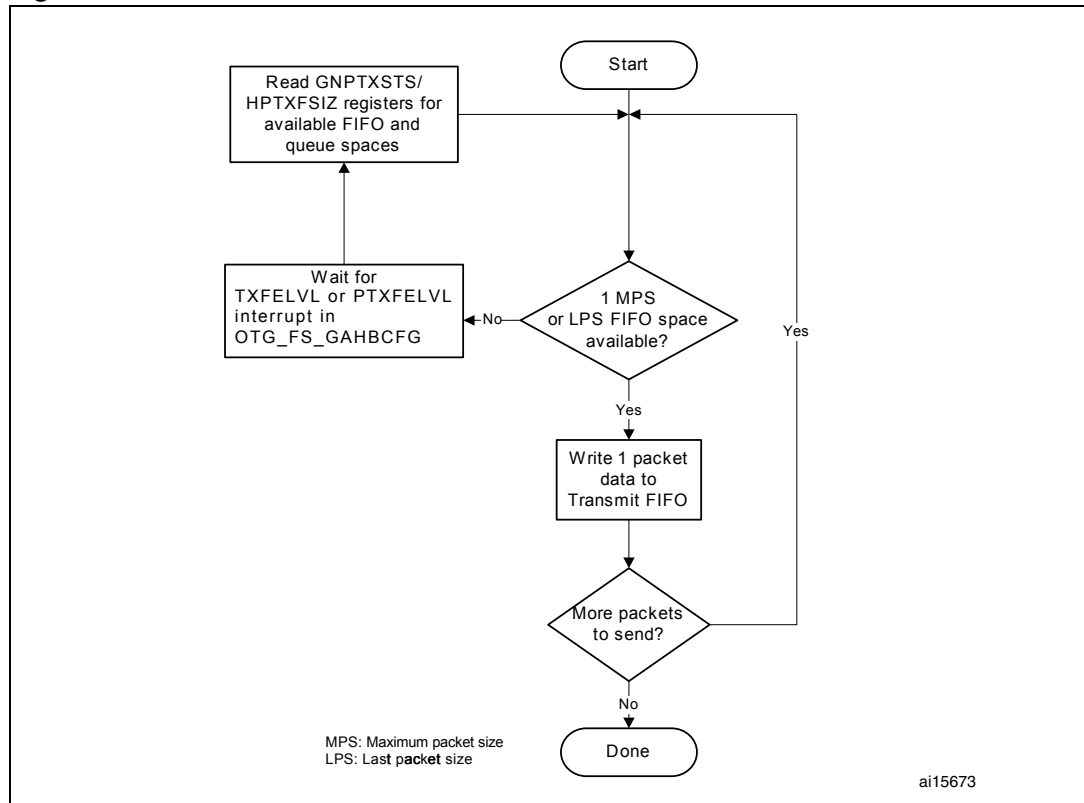 Start
Read GNPTXSTS/
HPTXFSIZ registers for
available FIFO and
queue spaces
Wait for
TXFELVL or PTXFELVL
interrupt in
OTG_FS_GAHBCFG
No
1 MPS
or LPS FIFO space
available?
Yes
Yes
Write 1 packet
data to
Transmit FIFO
More packets
to send?
No
Done
MPS: Maximum packet size
LPS: Last packet size
ai15673